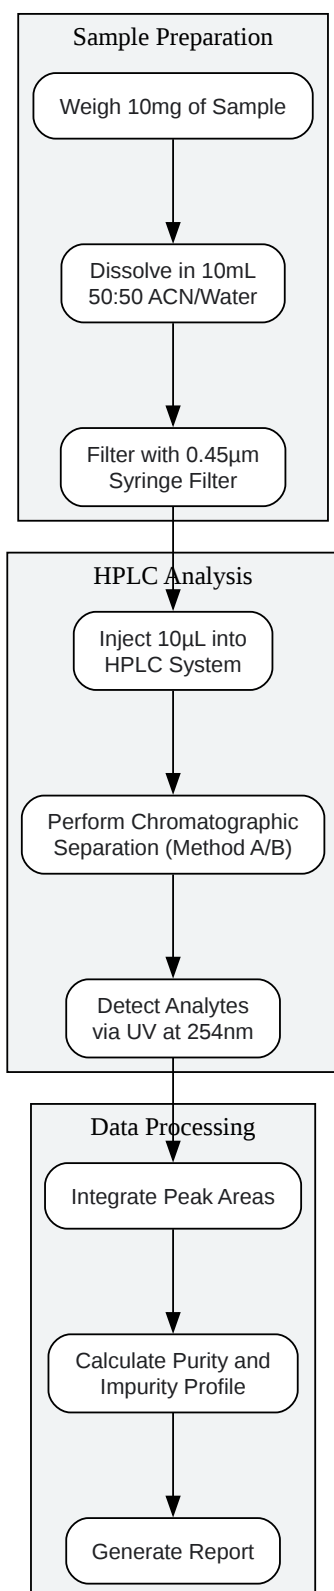 Sample Preparation
Weigh 10mg of Sample
Dissolve in 10mL
50:50 ACN/Water
Filter with 0.45µm
Syringe Filter
HPLC Analysis
Inject 10µL into
HPLC System
Perform Chromatographic
Separation (Method A/B)
Detect Analytes
via UV at 254nm
Data Processing
Integrate Peak Areas
Calculate Purity and
Impurity Profile
Generate Report